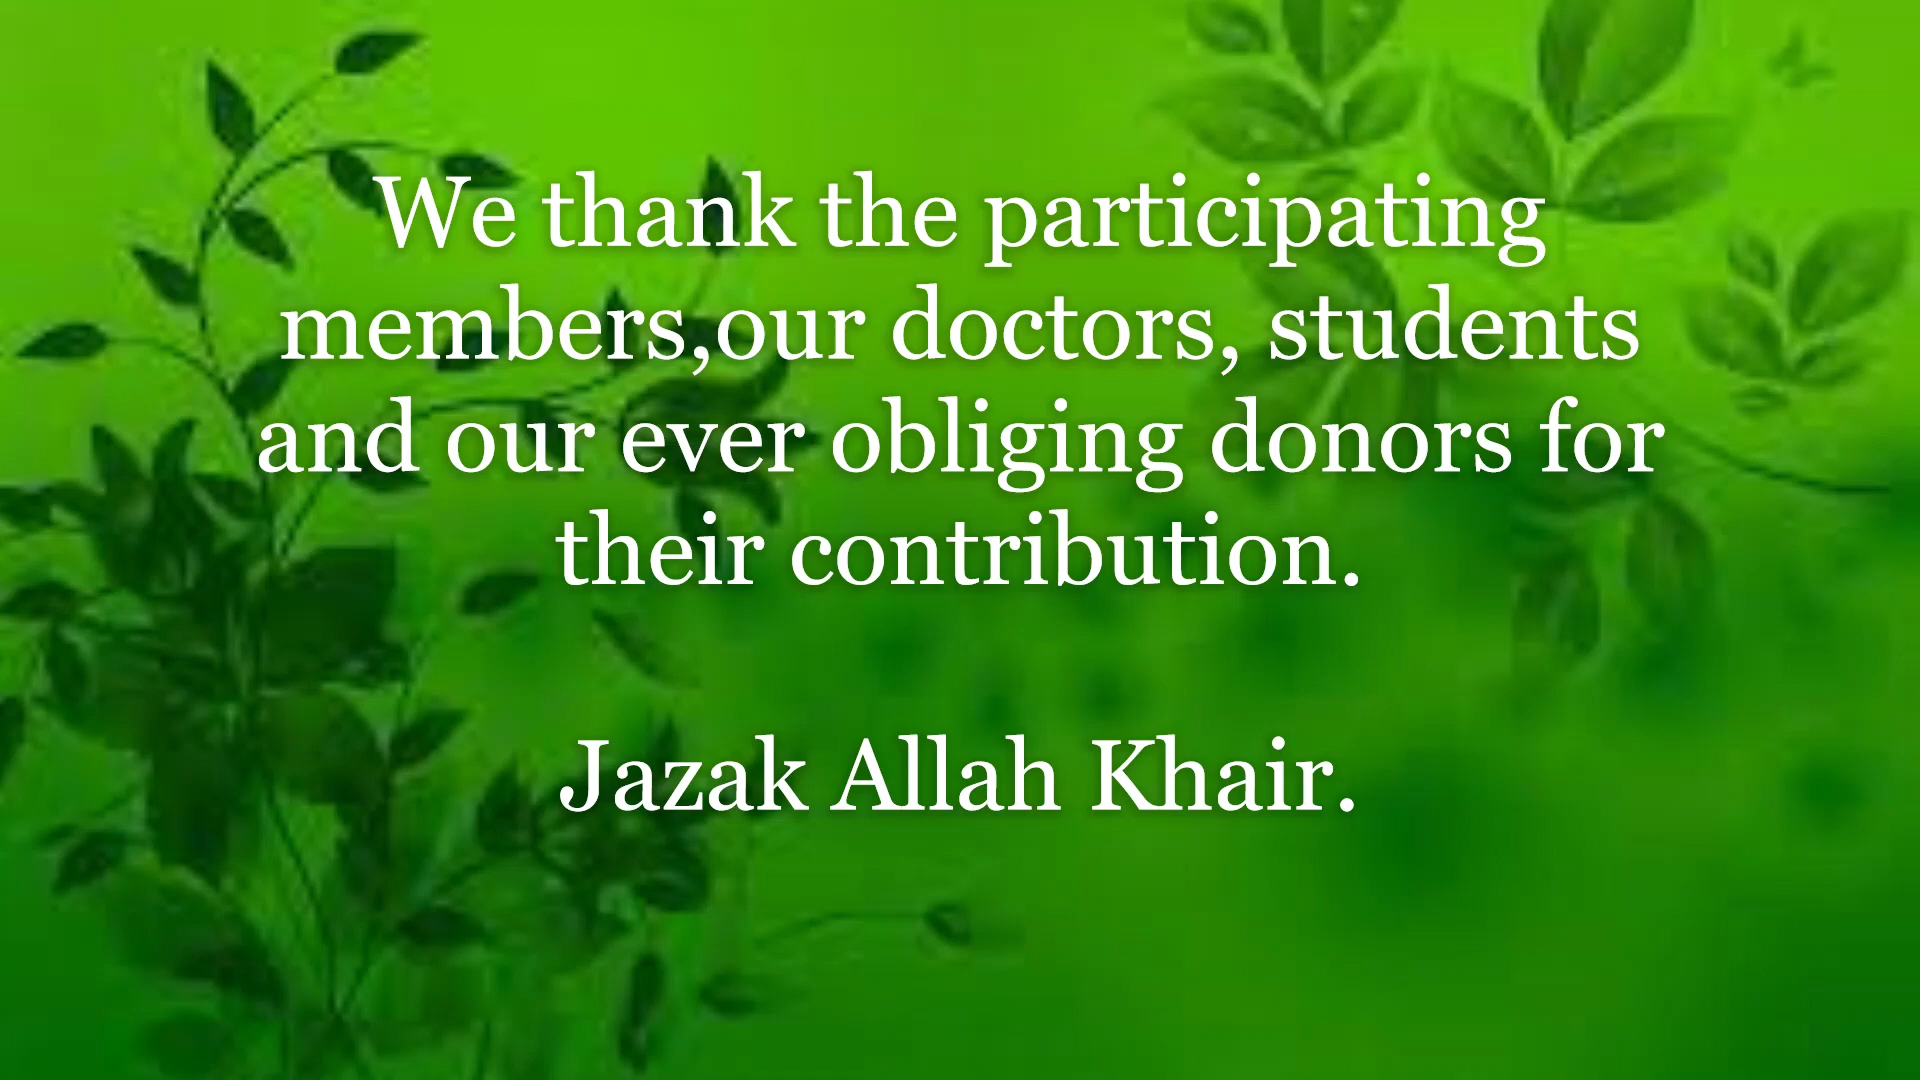 We thank the participating
members,our doctors, students
and our ever obliging donors for
their contribution.
Jazak Allah Khair.